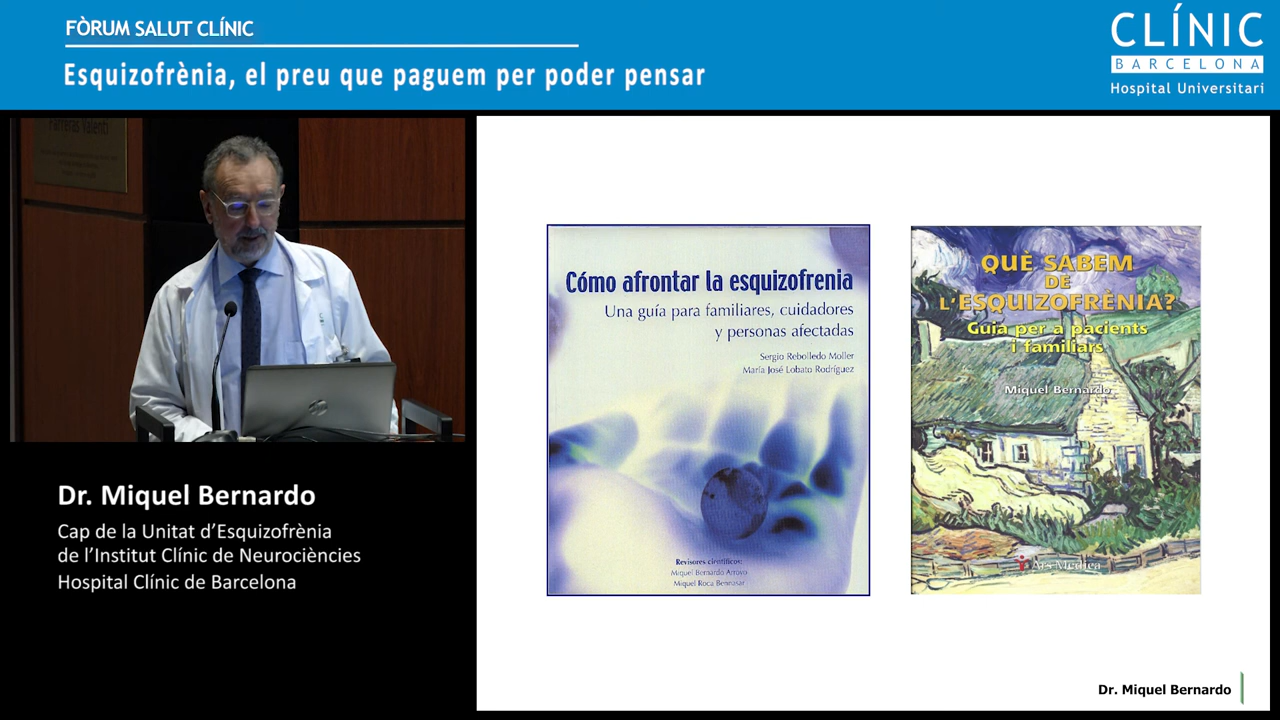 FÒRUM SALUT CLÍNIC
Esquizofrènia, el preu que paguem per poder pensar
CLÍNIC
BARCELONA
Hospital Universitari
Farreras Valentí
Cómo afrontar la esquizofrenia
Una guía para familiares, cuidadores
y personas afectadas
Sergio Rebolledo Moller
María José Lobato Rodríguez
Revisores científicos:
Miquel Bernardo Arroyo
Miquel Roca Bennasar
QUÈ SABEM
DE
L'ESQUIZOFRÈNIA?
Guia per a pacients
i familiars
Miquel Bernardo
Ars Medica
Dr. Miquel Bernardo
Cap de la Unitat d'Esquizofrènia
de l'Institut Clínic de Neurociències
Hospital Clínic de Barcelona
Dr. Miquel Bernardo